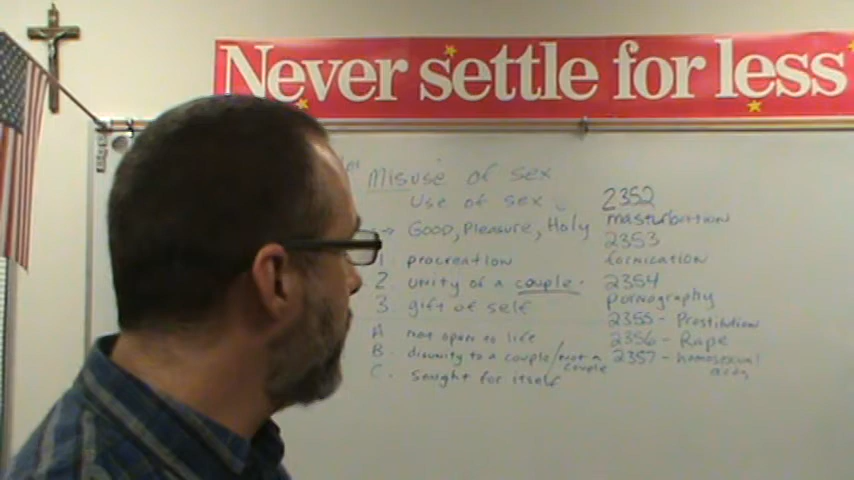 Never settle for less
Misuse of sex
Use of sex
→ GOOD, Pleasure, Holy
1. procreation
2. unity of a couple.
3. gift of self
A not open to life
B. disunity to a couple/not a couple
C. sought for itself
2352
masturbation
2353
fornication
2354
pornography
2355 - Prostitution
2356 - Rape
2357 - homosexual
acts